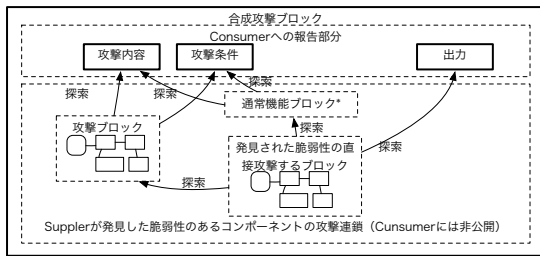 合成攻撃ブロック
Consumerへの報告部分
攻撃内容
攻撃条件
出力
探索
探索
探索
通常機能ブロック*
探索
探索
攻撃ブロック
発見された脆弱性の直
接攻撃するブロック
探索
Supplerが発見した脆弱性のあるコンポーネントの攻撃連鎖（Cunsumerには非公開）